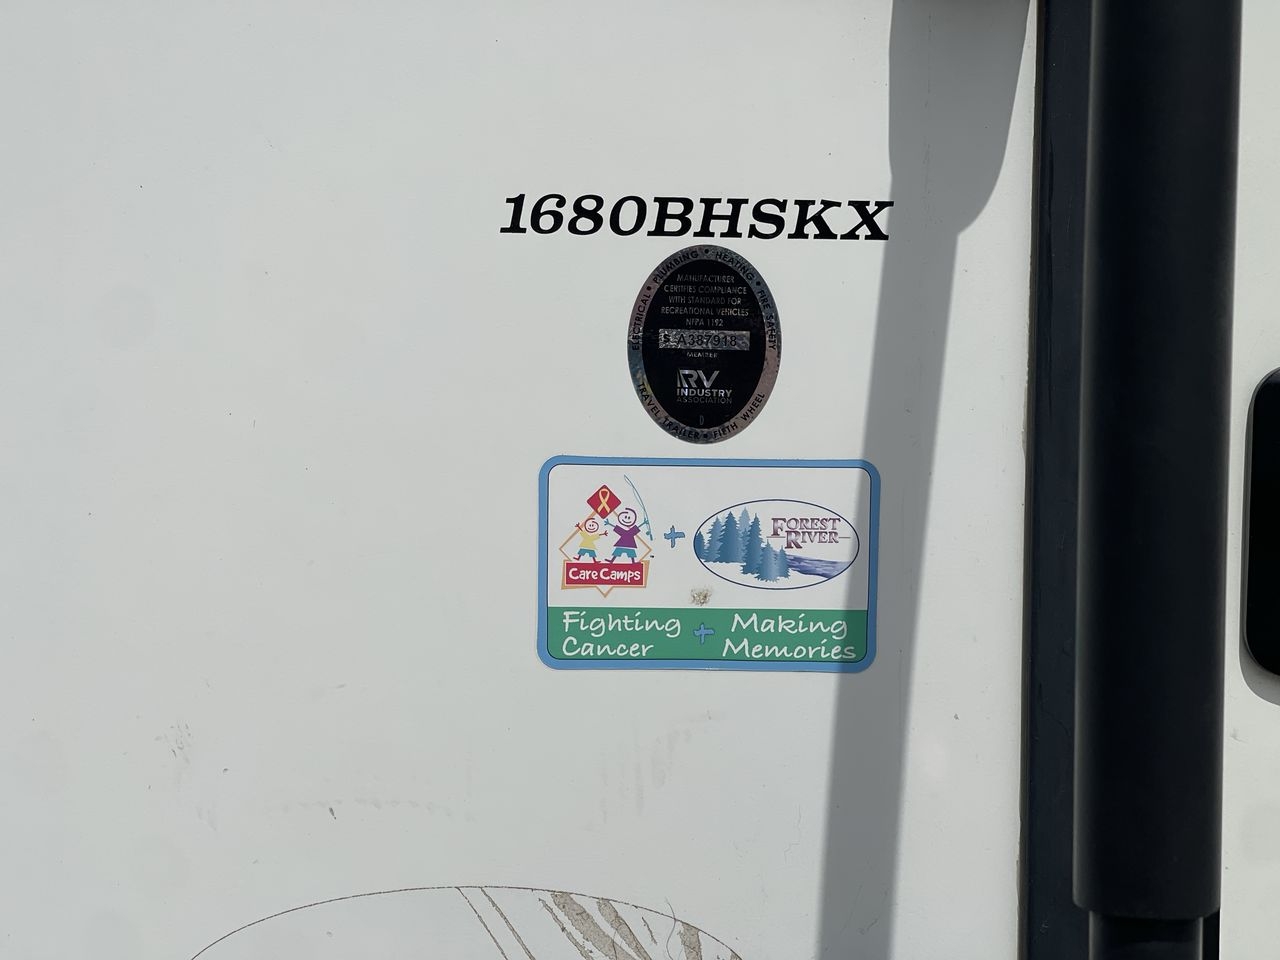 1680BHSKX
ELECTRICAL • PLUMBING • HEATING • FIRE SAFETY
MANUFACTURER
CERTIFIES COMPLIANCE
WITH STANDARD FOR
RECREATIONAL VEHICLES
NFPA 1192
A387918
MEMBER
RV
INDUSTRY
ASSOCIATION
D
TRAVEL TRAILER • FIFTH WHEEL
Care Camps
+
FOREST
RIVER
Fighting + Making
Cancer Memories